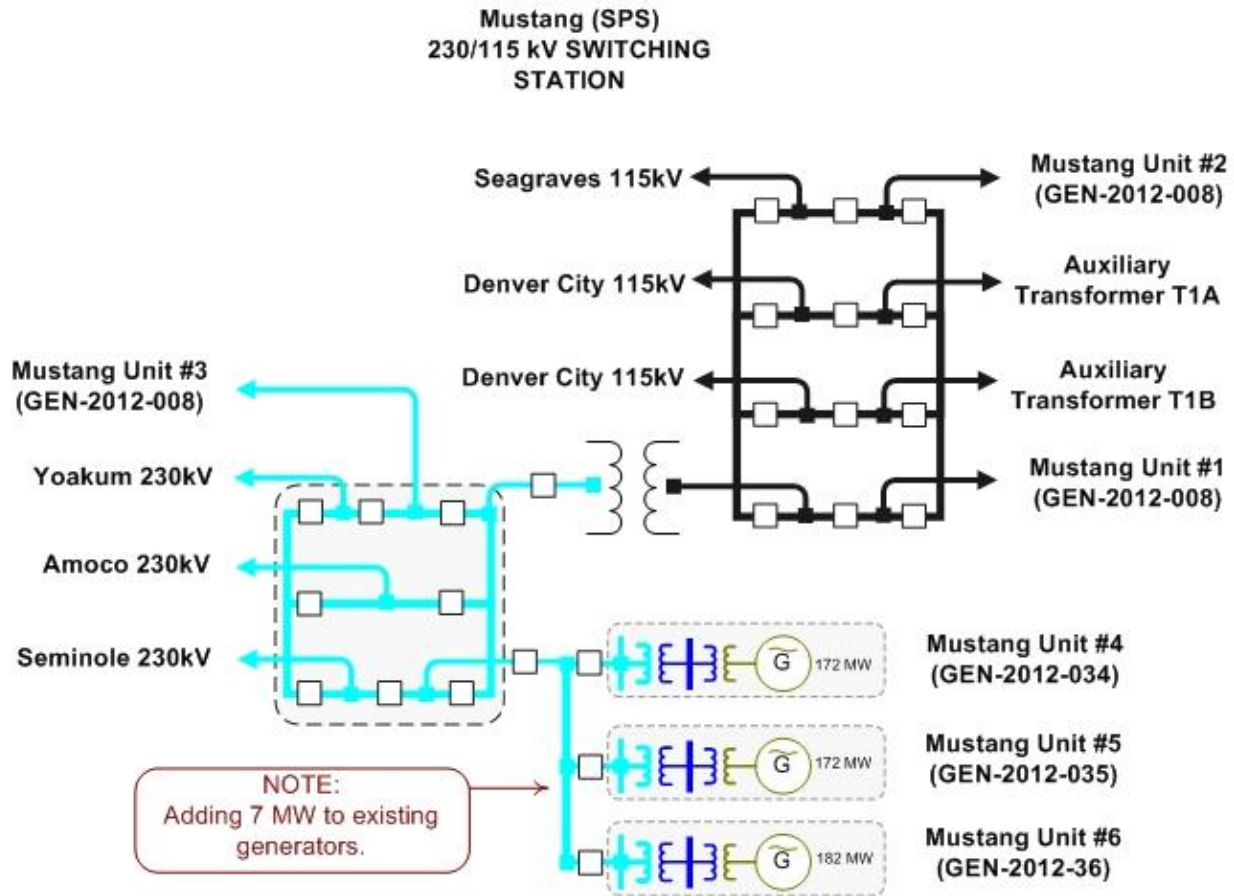 Mustang (SPS)
230/115 kV SWITCHING
STATION
Seagraves 115kV
Mustang Unit #2
(GEN-2012-008)
Denver City 115kV
Auxiliary
Transformer T1A
Mustang Unit #3
(GEN-2012-008)
Denver City 115kV
Auxiliary
Transformer T1B
Yoakum 230kV
Mustang Unit #1
(GEN-2012-008)
Amoco 230kV
Seminole 230kV
G
172 MW
Mustang Unit #4
(GEN-2012-034)
G
172 MW
Mustang Unit #5
(GEN-2012-035)
NOTE:
Adding 7 MW to existing
generators.
G
182 MW
Mustang Unit #6
(GEN-2012-36)